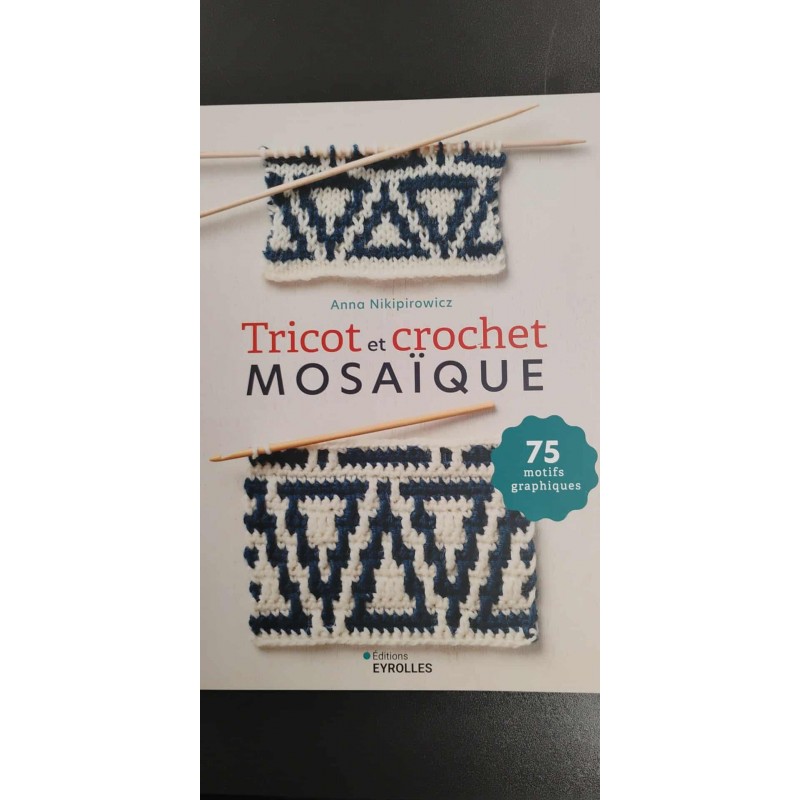 Anna Nikipirowicz
Tricot et crochet
MOSAÏQUE
75
motifs
graphiques
Éditions
EYROLLES